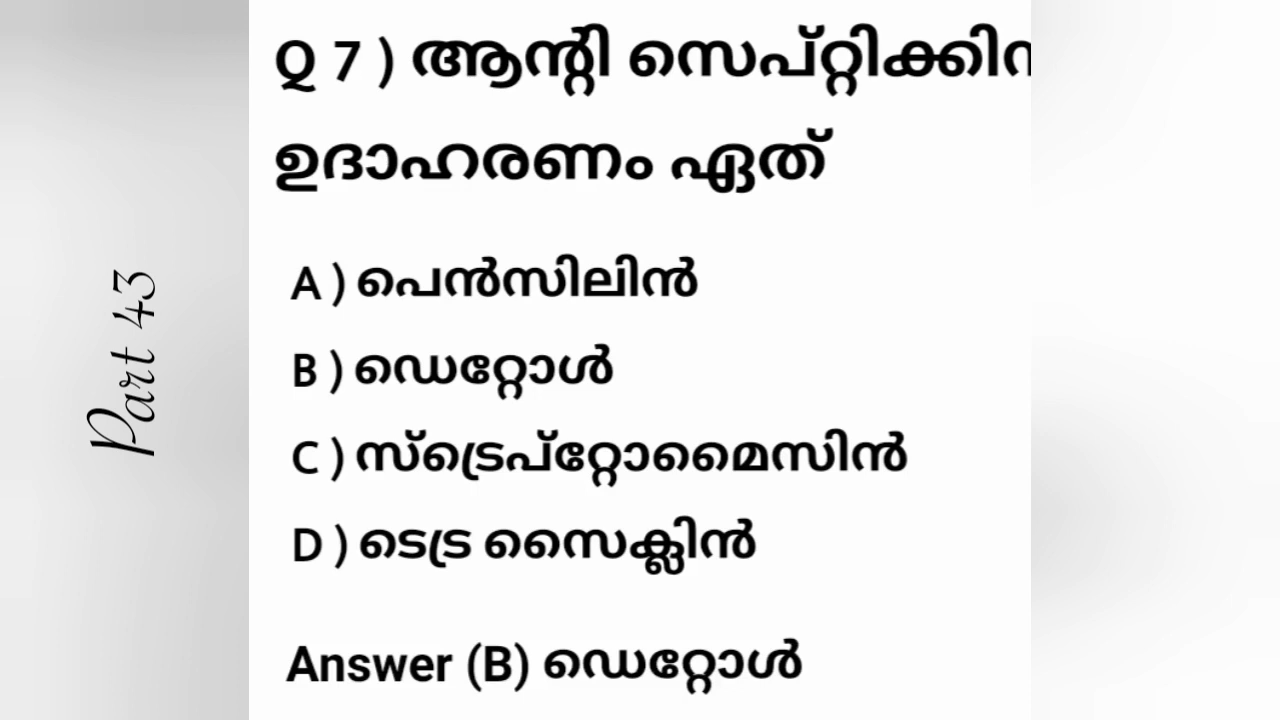 Q 7 ) ആന്റി
ഉദാഹരണം ഏത്
A ) പെൻസിലിൻ
B ) ഡെറ്റോൾ
C ) സ്ട്രെപ്റ്റോമൈസിൻ
D ) ടെട്ര സൈക്ലിൻ
Answer (B) ഡെറ്റോൾ
Part 43